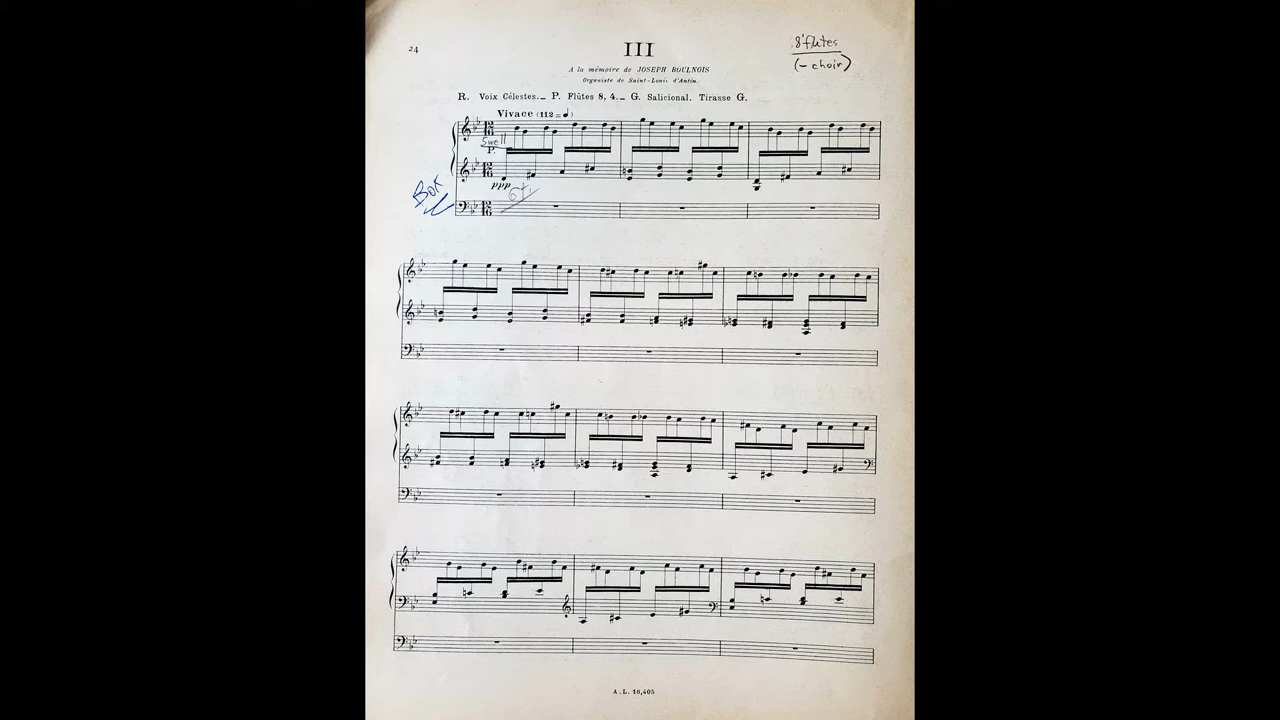 24
III
8' flutes
(- choir)
A la mémoire de JOSEPH BOULNOIS
Organiste de Saint-Louis d'Antin.
R. Voix Célestes._ P. Flûtes 8, 4._ G. Salicional. Tirasse G.
Vivace (112 = ♩)
Swell
P.
ppp
Box
A.L. 16,405